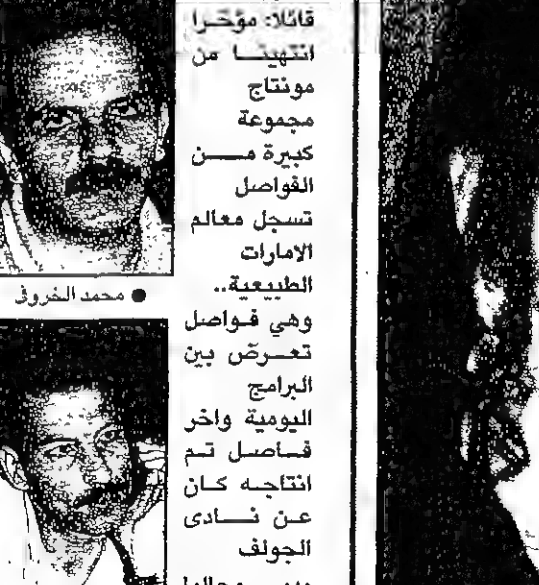 قائلا: مؤخرا
انتهينا من
مونتاج
مجموعة
كبيرة من
الفواصل
تسجل معالم
الامارات
الطبيعية..
وهي فواصل
تعرض بين
البرامج
اليومية واخر
فاصل تم
انتاجه كان
عن نادى
الجولف
● محمد الخروف